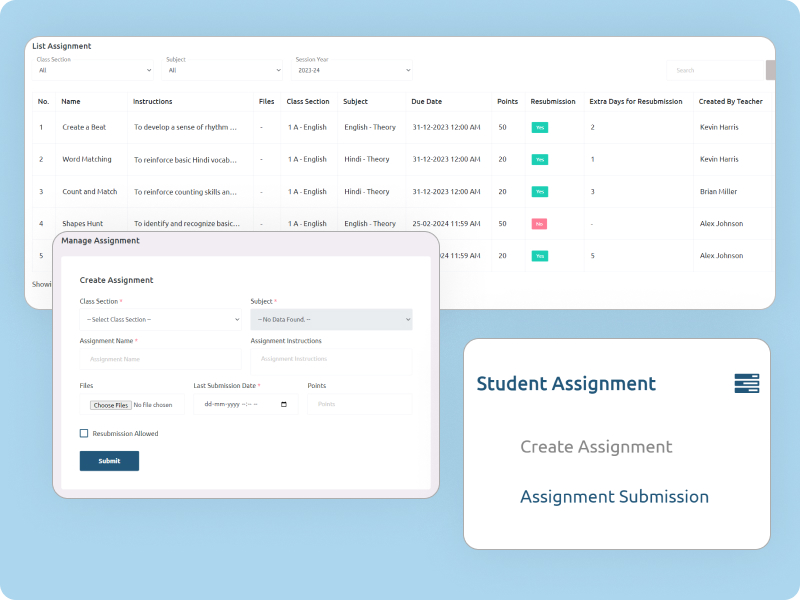 List Assignment
Class Section Subject Session Year
All All 2023-24 Search
No. Name Instructions Files Class Section Subject Due Date Points Resubmission Extra Days for Resubmission Created By Teacher
1 Create a Beat To develop a sense of rhythm ... - 1 A - English English - Theory 31-12-2023 12:00 AM 50 Yes 2 Kevin Harris
2 Word Matching To reinforce basic Hindi vocab... - 1 A - English Hindi - Theory 31-12-2023 12:00 AM 20 Yes 1 Kevin Harris
3 Count and Match To reinforce counting skills an... - 1 A - English Hindi - Theory 31-12-2023 12:00 AM 20 Yes 3 Brian Miller
4 Shapes Hunt To identify and recognize basic... - 1 A - English English - Theory 25-02-2024 11:59 AM 50 No - Alex Johnson
5 24 11:59 AM 20 Yes 5 Alex Johnson
Showi
Manage Assignment
Create Assignment
Class Section * Subject *
-- Select Class Section -- -- No Data Found. --
Assignment Name * Assignment Instructions
Assignment Name Assignment Instructions
Files Last Submission Date * Points
Choose Files No file chosen dd-mm-yyyy --:-- -- Points
Resubmission Allowed
Submit
Student Assignment
Create Assignment
Assignment Submission